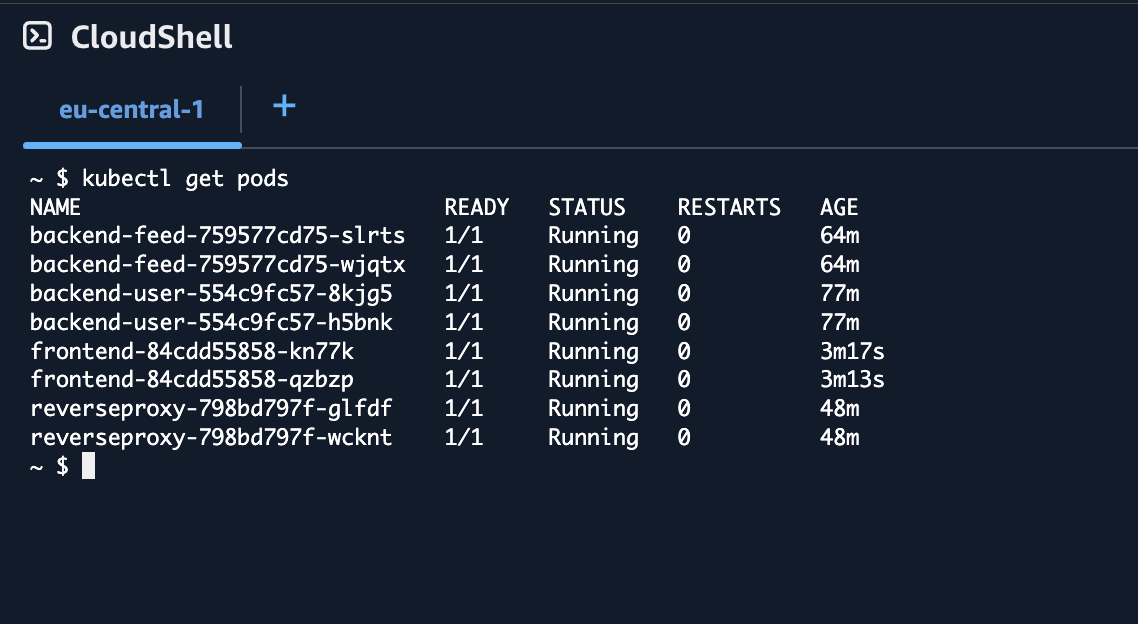 CloudShell
eu-central-1 +
~ $ kubectl get pods
NAME                             READY   STATUS    RESTARTS   AGE
backend-feed-759577cd75-slrts   1/1     Running   0          64m
backend-feed-759577cd75-wjqtx   1/1     Running   0          64m
backend-user-554c9fc57-8kjg5    1/1     Running   0          77m
backend-user-554c9fc57-h5bnk    1/1     Running   0          77m
frontend-84cdd55858-kn77k       1/1     Running   0          3m17s
frontend-84cdd55858-qzbzp       1/1     Running   0          3m13s
reverseproxy-798bd797f-glfdf    1/1     Running   0          48m
reverseproxy-798bd797f-wcknt    1/1     Running   0          48m
~ $